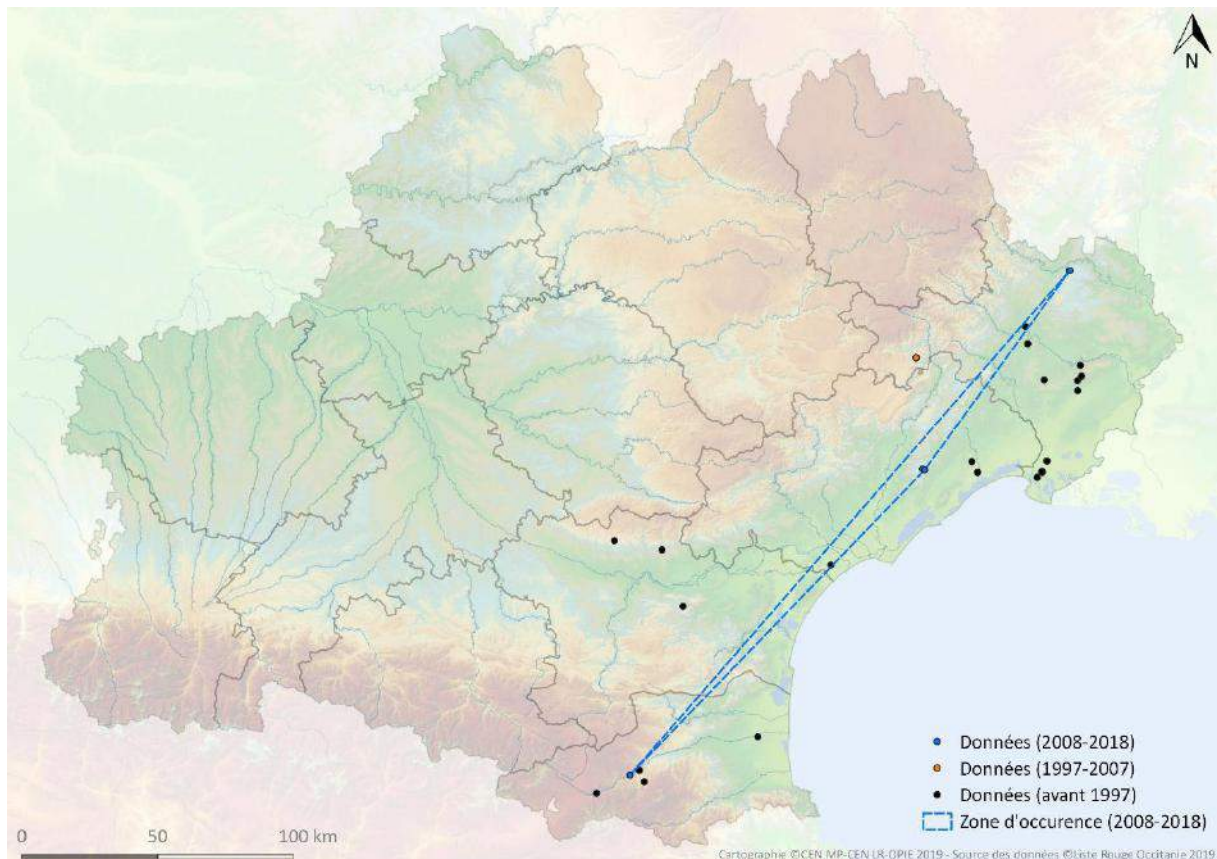 N
Données (2008-2018)
Données (1997-2007)
Données (avant 1997)
Zone d'occurence (2008-2018)
0 50 100 km
Cartographie ©CEN MP-CEN LR-OPIE 2019 - Source des données ©Liste Rouge Occitanie 2019